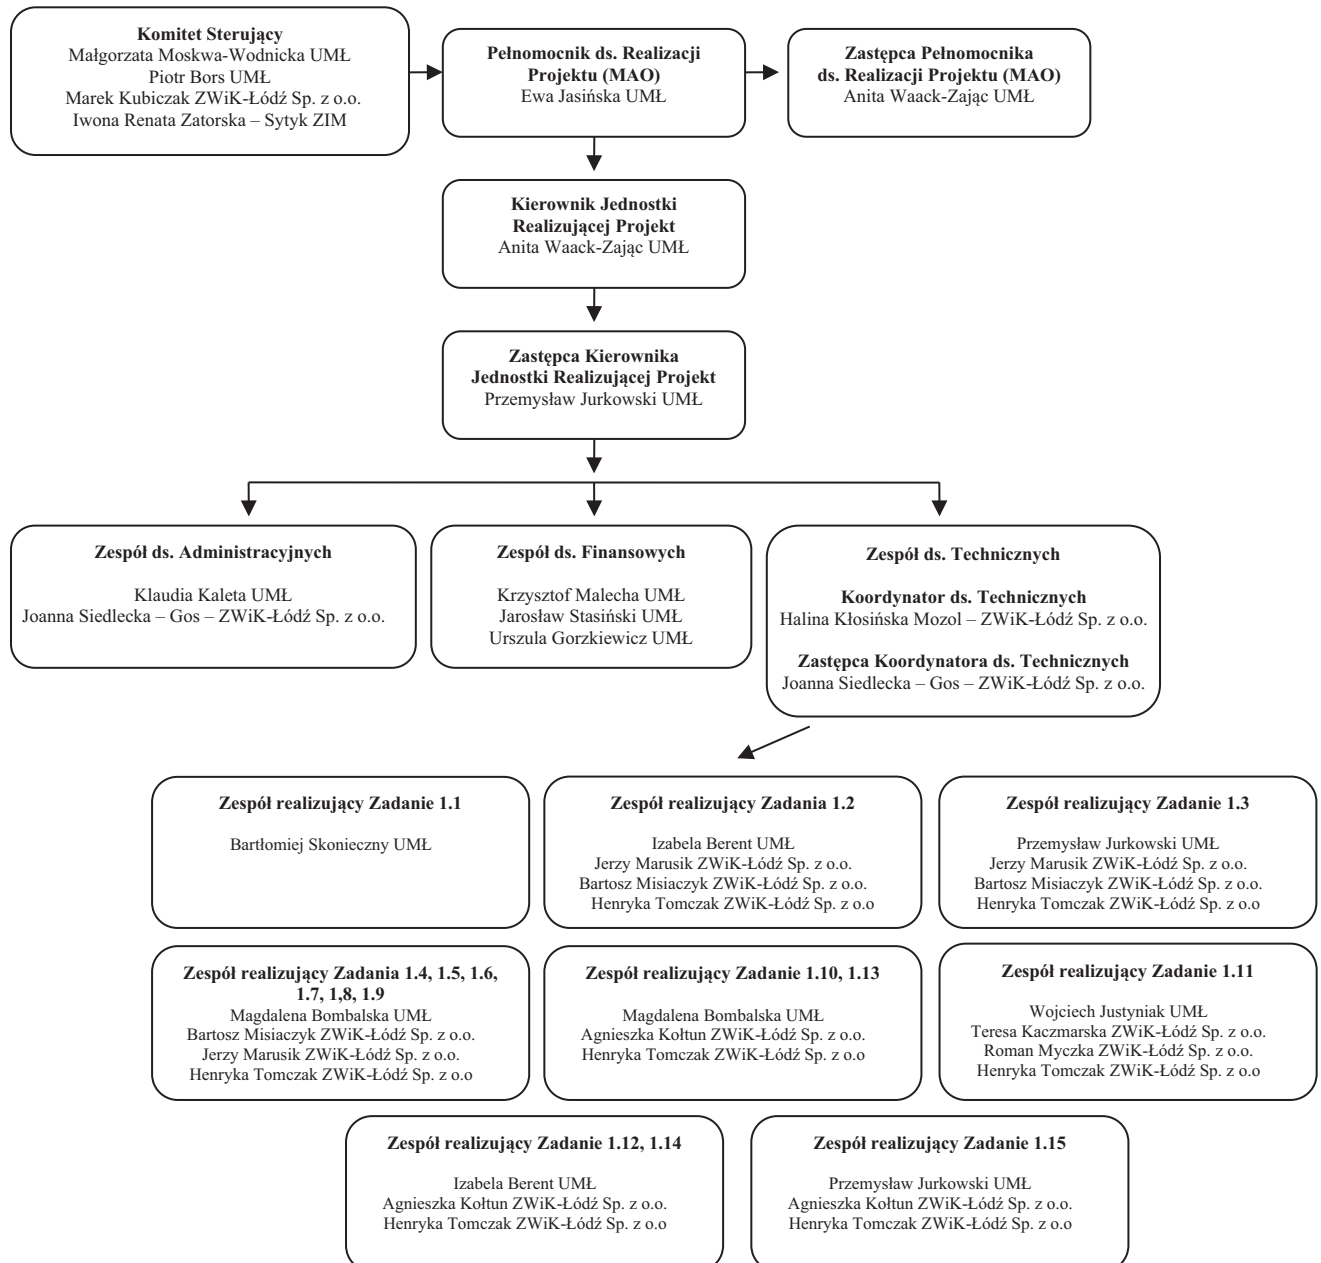 Komitet Sterujący
Małgorzata Moskwa-Wodnicka UMŁ
Piotr Bors UMŁ
Marek Kubiczak ZWiK-Łódź Sp. z o.o.
Iwona Renata Zatorska – Sytyk ZIM
Pełnomocnik ds. Realizacji
Projektu (MAO)
Ewa Jasińska UMŁ
Zastępca Pełnomocnika
ds. Realizacji Projektu (MAO)
Anita Waack-Zając UMŁ
Kierownik Jednostki
Realizującej Projekt
Anita Waack-Zając UMŁ
Zastępca Kierownika
Jednostki Realizującej Projekt
Przemysław Jurkowski UMŁ
Zespół ds. Administracyjnych
Klaudia Kaleta UMŁ
Joanna Siedlecka – Gos – ZWiK-Łódź Sp. z o.o.
Zespół ds. Finansowych
Krzysztof Malecha UMŁ
Jarosław Stasiński UMŁ
Urszula Gorzkiewicz UMŁ
Zespół ds. Technicznych
Koordynator ds. Technicznych
Halina Kłosińska Mozol – ZWiK-Łódź Sp. z o.o.
Zastępca Koordynatora ds. Technicznych
Joanna Siedlecka – Gos – ZWiK-Łódź Sp. z o.o.
Zespół realizujący Zadanie 1.1
Bartłomiej Skonieczny UMŁ
Zespół realizujący Zadania 1.2
Izabela Berent UMŁ
Jerzy Marusik ZWiK-Łódź Sp. z o.o.
Bartosz Misiaczyk ZWiK-Łódź Sp. z o.o.
Henryka Tomczak ZWiK-Łódź Sp. z o.o
Zespół realizujący Zadanie 1.3
Przemysław Jurkowski UMŁ
Jerzy Marusik ZWiK-Łódź Sp. z o.o.
Bartosz Misiaczyk ZWiK-Łódź Sp. z o.o.
Henryka Tomczak ZWiK-Łódź Sp. z o.o
Zespół realizujący Zadania 1.4, 1.5, 1.6,
1.7, 1,8, 1.9
Magdalena Bombalska UMŁ
Bartosz Misiaczyk ZWiK-Łódź Sp. z o.o.
Jerzy Marusik ZWiK-Łódź Sp. z o.o.
Henryka Tomczak ZWiK-Łódź Sp. z o.o
Zespół realizujący Zadanie 1.10, 1.13
Magdalena Bombalska UMŁ
Agnieszka Kołtun ZWiK-Łódź Sp. z o.o.
Henryka Tomczak ZWiK-Łódź Sp. z o.o
Zespół realizujący Zadanie 1.11
Wojciech Justyniak UMŁ
Teresa Kaczmarska ZWiK-Łódź Sp. z o.o.
Roman Myczka ZWiK-Łódź Sp. z o.o.
Henryka Tomczak ZWiK-Łódź Sp. z o.o
Zespół realizujący Zadanie 1.12, 1.14
Izabela Berent UMŁ
Agnieszka Kołtun ZWiK-Łódź Sp. z o.o.
Henryka Tomczak ZWiK-Łódź Sp. z o.o
Zespół realizujący Zadanie 1.15
Przemysław Jurkowski UMŁ
Agnieszka Kołtun ZWiK-Łódź Sp. z o.o.
Henryka Tomczak ZWiK-Łódź Sp. z o.o